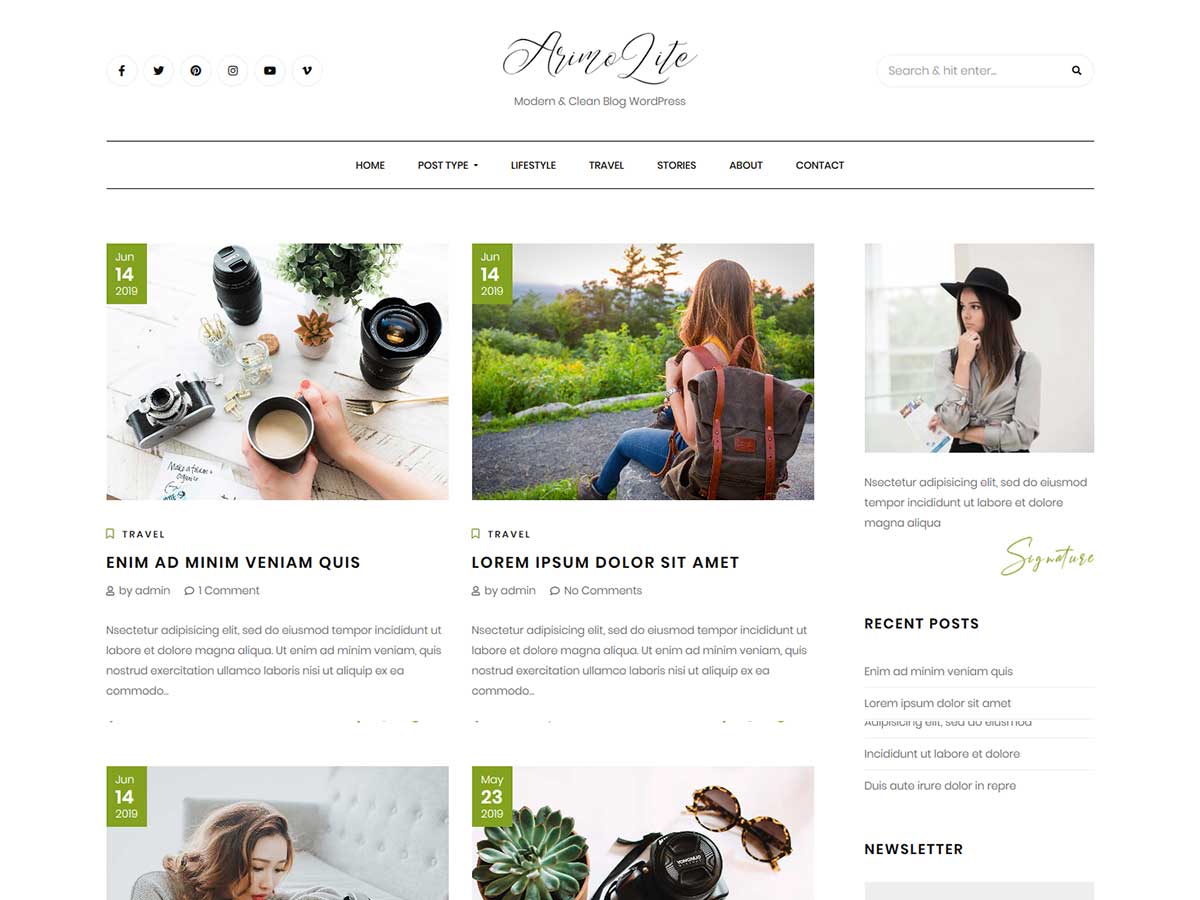 ArimoLite
Modern & Clean Blog WordPress
Search & hit enter...
HOME POST TYPE LIFESTYLE TRAVEL STORIES ABOUT CONTACT
Jun
14
2019
Make a folder +
organize
TRAVEL
ENIM AD MINIM VENIAM QUIS
by admin 1 Comment
Nsectetur adipisicing elit, sed do eiusmod tempor incididunt ut
labore et dolore magna aliqua. Ut enim ad minim veniam, quis
nostrud exercitation ullamco laboris nisi ut aliquip ex ea
commodo...
Jun
14
2019
TRAVEL
LOREM IPSUM DOLOR SIT AMET
by admin No Comments
Nsectetur adipisicing elit, sed do eiusmod tempor incididunt ut
labore et dolore magna aliqua. Ut enim ad minim veniam, quis
nostrud exercitation ullamco laboris nisi ut aliquip ex ea
commodo...
Jun
14
2019
May
23
2019
YONGNUO
Nsectetur adipisicing elit, sed do eiusmod
tempor incididunt ut labore et dolore
magna aliqua
Signature
RECENT POSTS
Enim ad minim veniam quis
Lorem ipsum dolor sit amet
Adipisicing elit, sed do eiusmod
Incididunt ut labore et dolore
Duis aute irure dolor in repre
NEWSLETTER